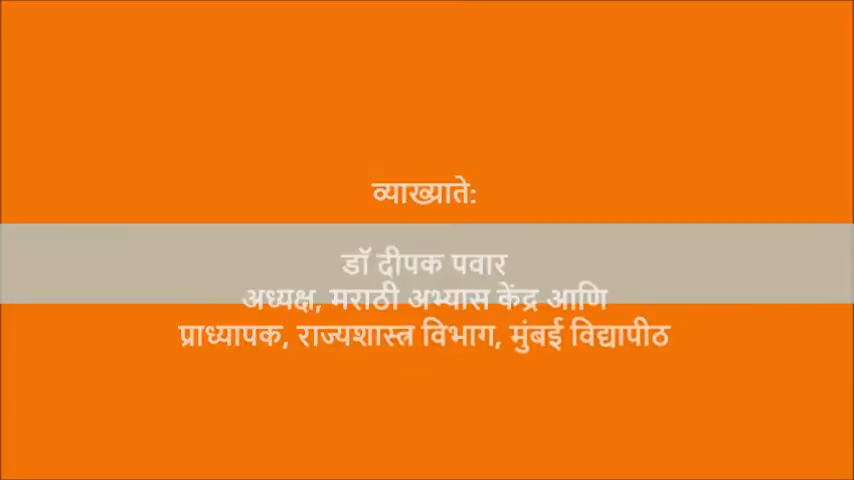 व्याख्याते:
डॉ दीपक पवार
अध्यक्ष, मराठी अभ्यास केंद्र आणि
प्राध्यापक, राज्यशास्त्र विभाग, मुंबई विद्यापीठ